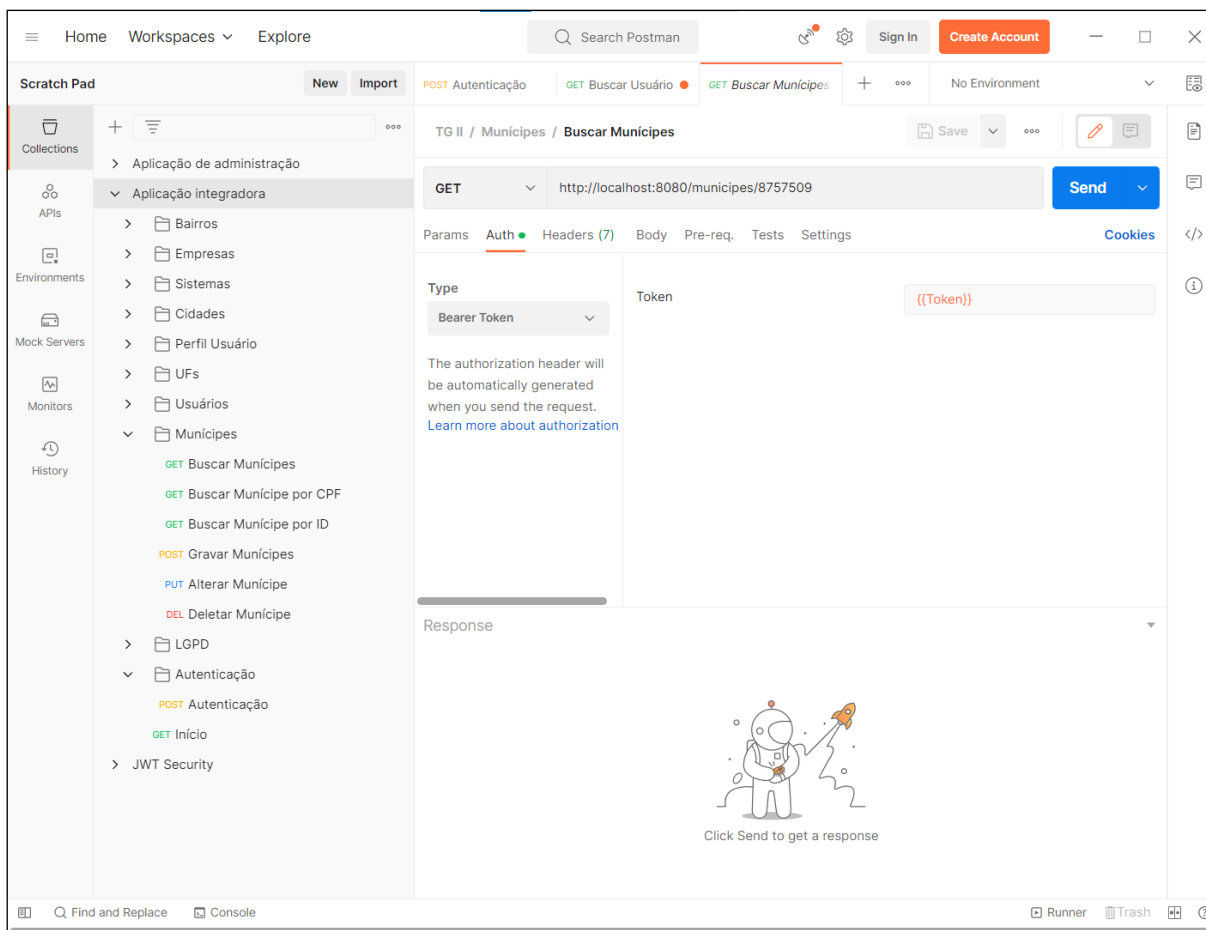 Home Workspaces Explore Search Postman Sign In Create Account
Scratch Pad New Import
POST Autenticação GET Buscar Usuário GET Buscar Munícipes No Environment
Collections
APIs
Environments
Mock Servers
Monitors
History
Aplicação de administração
Aplicação integradora
Bairros
Empresas
Sistemas
Cidades
Perfil Usuário
UFs
Usuários
Munícipes
GET Buscar Munícipes
GET Buscar Munícipe por CPF
GET Buscar Munícipe por ID
POST Gravar Munícipes
PUT Alterar Munícipe
DEL Deletar Munícipe
LGPD
Autenticação
POST Autenticação
GET Início
JWT Security
TG II / Munícipes / Buscar Munícipes Save
GET http://localhost:8080/municipes/8757509 Send
Params Auth Headers (7) Body Pre-req. Tests Settings Cookies
Type
Bearer Token
The authorization header will
be automatically generated
when you send the request.
Learn more about authorization
Token {{Token}}
Response
Click Send to get a response
Find and Replace Console Runner Trash